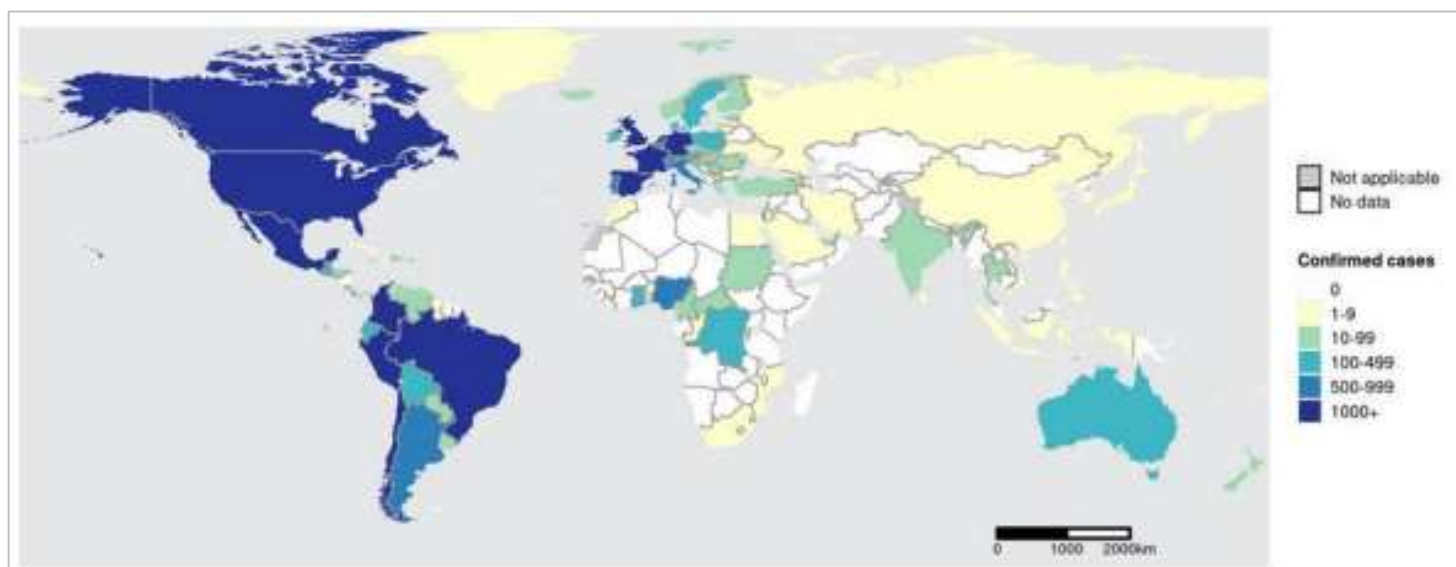 Not applicable
No data
Confirmed cases
0
1-9
10-99
100-499
500-999
1000+
0 1000 2000km